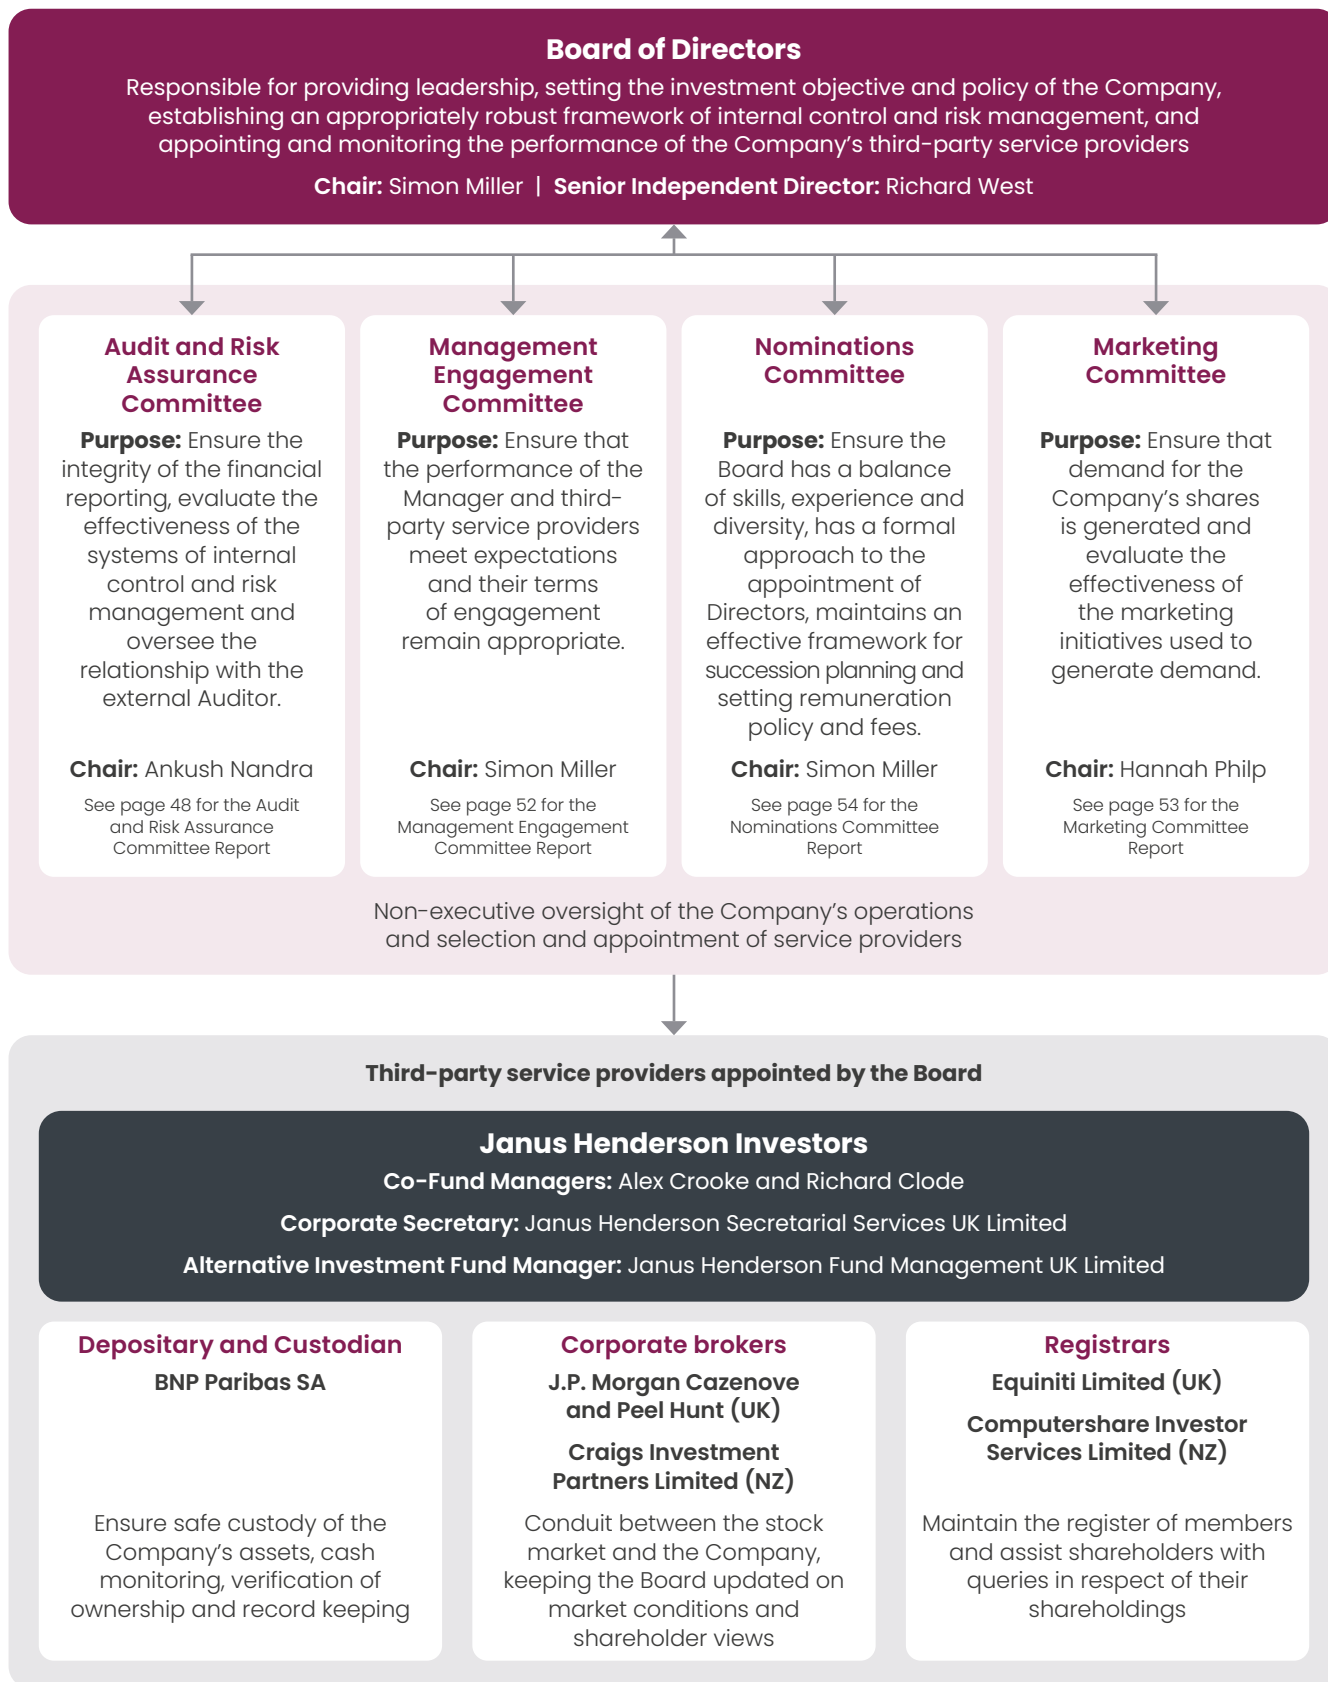 Board of Directors
Responsible for providing leadership, setting the investment objective and policy of the Company,
establishing an appropriately robust framework of internal control and risk management, and
appointing and monitoring the performance of the Company’s third-party service providers
Chair: Simon Miller | Senior Independent Director: Richard West
Audit and Risk
Assurance
Committee
Purpose: Ensure the
integrity of the financial
reporting, evaluate the
effectiveness of the
systems of internal
control and risk
management and
oversee the
relationship with the
external Auditor.
Chair: Ankush Nandra
See page 48 for the Audit
and Risk Assurance
Committee Report
Management
Engagement
Committee
Purpose: Ensure that
the performance of the
Manager and third-
party service providers
meet expectations
and their terms
of engagement
remain appropriate.
Chair: Simon Miller
See page 52 for the
Management Engagement
Committee Report
Nominations
Committee
Purpose: Ensure the
Board has a balance
of skills, experience and
diversity, has a formal
approach to the
appointment of
Directors, maintains an
effective framework for
succession planning and
setting remuneration
policy and fees.
Chair: Simon Miller
See page 54 for the
Nominations Committee
Report
Marketing
Committee
Purpose: Ensure that
demand for the
Company’s shares
is generated and
evaluate the
effectiveness of
the marketing
initiatives used to
generate demand.
Chair: Hannah Philp
See page 53 for the
Marketing Committee
Report
Non-executive oversight of the Company’s operations
and selection and appointment of service providers
Third-party service providers appointed by the Board
Janus Henderson Investors
Co-Fund Managers: Alex Crooke and Richard Clode
Corporate Secretary: Janus Henderson Secretarial Services UK Limited
Alternative Investment Fund Manager: Janus Henderson Fund Management UK Limited
Depositary and Custodian
BNP Paribas SA
Ensure safe custody of the
Company’s assets, cash
monitoring, verification of
ownership and record keeping
Corporate brokers
J.P. Morgan Cazenove
and Peel Hunt (UK)
Craigs Investment
Partners Limited (NZ)
Conduit between the stock
market and the Company,
keeping the Board updated on
market conditions and
shareholder views
Registrars
Equiniti Limited (UK)
Computershare Investor
Services Limited (NZ)
Maintain the register of members
and assist shareholders with
queries in respect of their
shareholdings